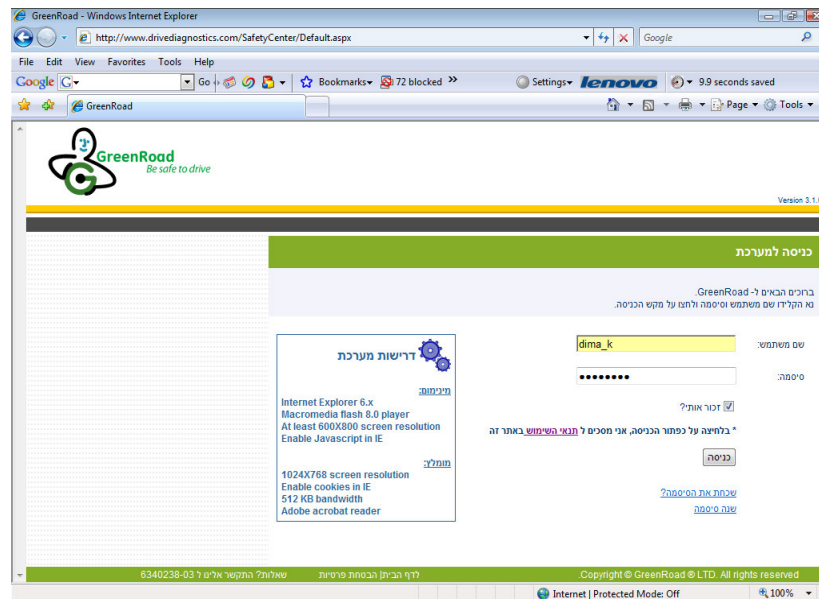 GreenRoad - Windows Internet Explorer
http://www.drivediagnostics.com/SafetyCenter/Default.aspx
Google
File Edit View Favorites Tools Help
Google G Go Bookmarks 72 blocked » Settings lenovo 9.9 seconds saved
GreenRoad Page Tools
GreenRoad
Be safe to drive
Version 3.1.
כניסה למערכת
ברוכים הבאים ל- GreenRoad.
נא הקלידו שם משתמש וסיסמה ולחצו על מקש הכניסה.
שם משתמש: dima_k
סיסמה: ••••••••
זכור אותי?
* בלחיצה על כפתור הכניסה, אני מסכים ל תנאי השימוש באתר זה
כניסה
שכחת את הסיסמה?
שנה סיסמה
דרישות מערכת
מינימום:
Internet Explorer 6.x
Macromedia flash 8.0 player
At least 600X800 screen resolution
Enable Javascript in IE
מומלץ:
1024X768 screen resolution
Enable cookies in IE
512 KB bandwidth
Adobe acrobat reader
שאלות? התקשר אלינו ל 6340238-03 לדף הבית| הבטחת פרטיות Copyright © GreenRoad ® LTD. All rights reserved.
Internet | Protected Mode: Off 100%